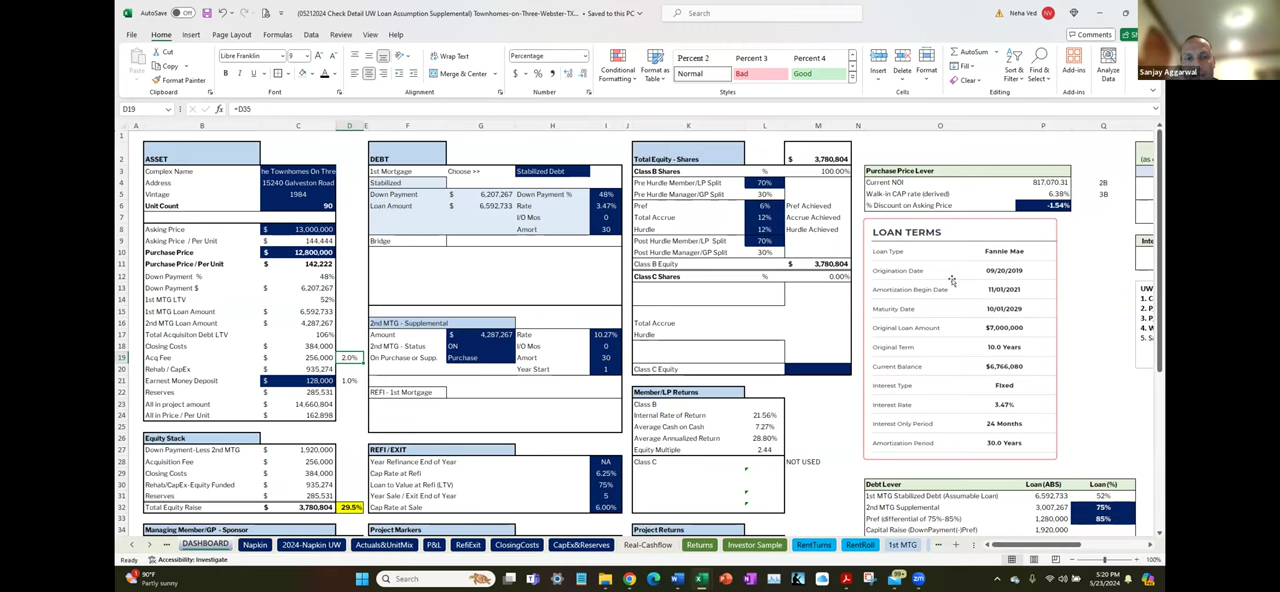 AutoSave Off (05212024 Check Detail UW Loan Assumption Supplemental) Townhomes-on-Three-Webster-TX... • Saved to this PC Search Neha Ved NV
File Home Insert Page Layout Formulas Data Review View Help Comments
Cut Copy Format Painter Paste Clipboard
Libre Franklin 9 Font
Wrap Text Merge & Center Alignment
Percentage Number
Conditional Formatting Format as Table Percent 2 Percent 3 Percent 4 Normal Bad Good Styles
Insert Delete Format Cells
AutoSum Fill Clear Sort & Filter Find & Select Editing
Add-ins Add-ins Analyze Data
Sanjay Aggarwal
D19 fx =D35
A B C D E F G H I J K L M N O P Q
ASSET
Complex Name he Townhomes On Thre
Address 15240 Galveston Road
Vintage 1984
Unit Count 90
Asking Price $ 13,000,000
Asking Price / Per Unit $ 144,444
Purchase Price $ 12,800,000
Purchase Price / Per Unit $ 142,222
Down Payment % 48%
Down Payment $ $ 6,207,267
1st MTG LTV 52%
1st MTG Loan Amount $ 6,592,733
2nd MTG Loan Amount $ 4,287,267
Total Acquisiton Debt LTV 106%
Closing Costs $ 384,000
Acq Fee $ 256,000 2.0%
Rehab / CapEx $ 935,274
Earnest Money Deposit $ 128,000 1.0%
Reserves $ 285,531
All in project amount $ 14,660,804
All in Price / Per Unit $ 162,898
Equity Stack
Down Payment-Less 2nd MTG $ 1,920,000
Acquisition Fee $ 256,000
Closing Costs $ 384,000
Rehab/CapEx-Equity Funded $ 935,274
Reserves $ 285,531
Total Equity Raise $ 3,780,804 29.5%
Managing Member/GP - Sponsor
DEBT
1st Mortgage Choose >> Stabilized Debt
Stabilized
Down Payment $ 6,207,267 Down Payment % 48%
Loan Amount $ 6,592,733 Rate 3.47%
I/O Mos 0
Amort 30
Bridge
2nd MTG - Supplemental
Amount $ 4,287,267 Rate 10.27%
2nd MTG - Status ON I/O Mos 0
On Purchase or Supp. Purchase Amort 30
Year Start 1
REFI - 1st Mortgage
REFI / EXIT
Year Refinance End of Year NA
Cap Rate at Refi 6.25%
Loan to Value at Refi (LTV) 75%
Year Sale / Exit End of Year 5
Cap Rate at Sale 6.00%
Project Markers
Total Equity - Shares $ 3,780,804
Class B Shares % 100.00%
Pre Hurdle Member/LP Split 70%
Pre Hurdle Manager/GP Split 30%
Pref 6% Pref Achieved
Total Accrue 12% Accrue Achieved
Hurdle 12% Hurdle Achieved
Post Hurdle Member/LP Split 70%
Post Hurdle Manager/GP Split 30%
Class B Equity $ 3,780,804
Class C Shares % 0.00%
Total Accrue
Hurdle
Class C Equity
Member/LP Returns
Class B
Internal Rate of Return 21.56%
Average Cash on Cash 7.27%
Average Annualized Return 28.80%
Equity Multiple 2.44
Class C NOT USED
Project Returns
Purchase Price Lever
Current NOI 817,070.31 2B
Walk-in CAP rate (derived) 6.38% 3B
% Discount on Asking Price -1.54%
LOAN TERMS
Loan Type Fannie Mae
Origination Date 09/20/2019
Amortization Begin Date 11/01/2021
Maturity Date 10/01/2029
Original Loan Amount $7,000,000
Original Term 10.0 Years
Current Balance $6,766,080
Interest Type Fixed
Interest Rate 3.47%
Interest Only Period 24 Months
Amortization Period 30.0 Years
Debt Lever Loan (ABS) Loan (%)
1st MTG Stabilized Debt (Assumable Loan) 6,592,733 52%
2nd MTG Supplemental 3,007,267 75%
Pref (differential of 75%-85%) 1,280,000 85%
Capital Raise (DownPayment(-)Pref) 1,920,000
DASHBOARD Napkin 2024-Napkin UW Actuals&UnitMix P&L RefiExit ClosingCosts CapEx&Reserves Real-Cashflow Returns Investor Sample RentTurns RentRoll 1st MTG
Ready Accessibility: Investigate 100%
90°F Partly sunny Search 99+ 5:20 PM 5/23/2024